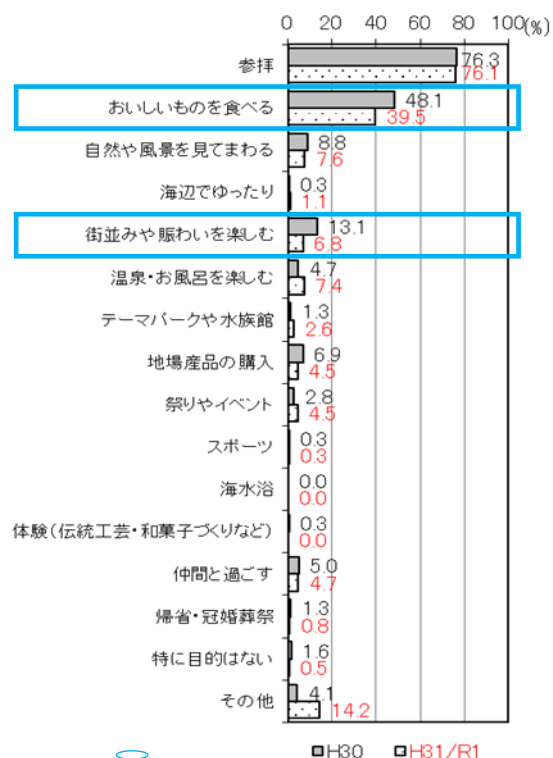 0 20 40 60 80 100(%)
参拝 76.3
76.1
おいしいものを食べる 48.1
39.5
自然や風景を見てまわる 8.8
7.6
海辺でゆったり 0.3
1.1
街並みや賑わいを楽しむ 13.1
6.8
温泉・お風呂を楽しむ 4.7
7.4
テーマパークや水族館 1.3
2.6
地場産品の購入 6.9
4.5
祭りやイベント 2.8
4.5
スポーツ 0.3
0.3
海水浴 0.0
0.0
体験(伝統工芸・和菓子づくりなど) 0.3
0.0
仲間と過ごす 5.0
4.7
帰省・冠婚葬祭 1.3
0.8
特に目的はない 1.6
0.5
その他 4.1
14.2
H30 H31/R1